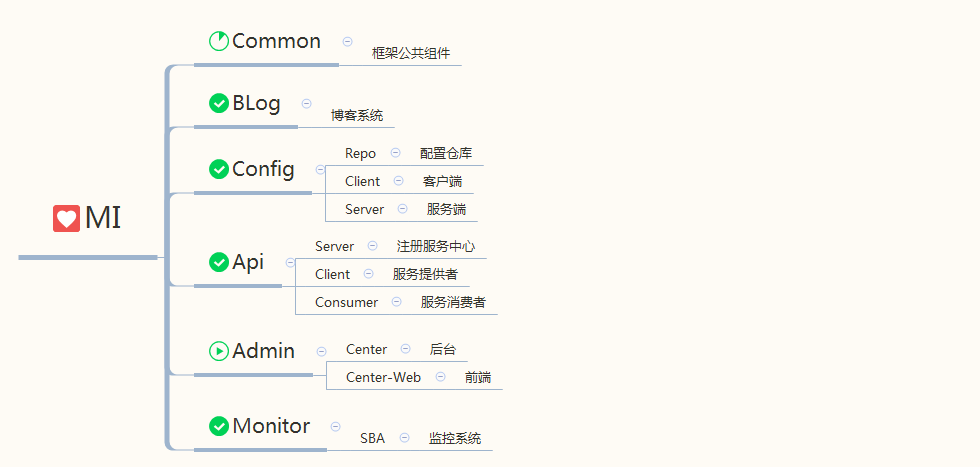 MI
Common
框架公共组件
BLog
博客系统
Config
Repo 配置仓库
Client 客户端
Server 服务端
Api
Server 注册服务中心
Client 服务提供者
Consumer 服务消费者
Admin
Center 后台
Center-Web 前端
Monitor
SBA 监控系统